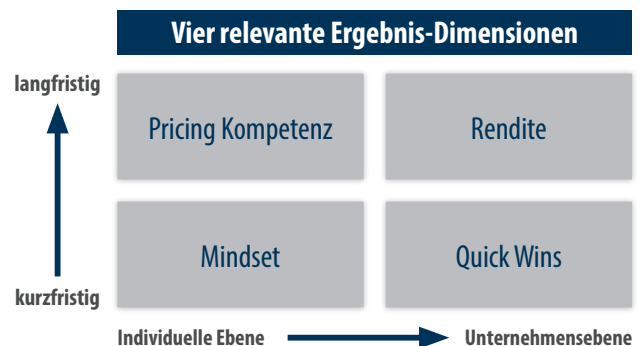 Vier relevante Ergebnis-Dimensionen
langfristig
Pricing Kompetenz
Rendite
Mindset
Quick Wins
kurzfristig
Individuelle Ebene
Unternehmensebene